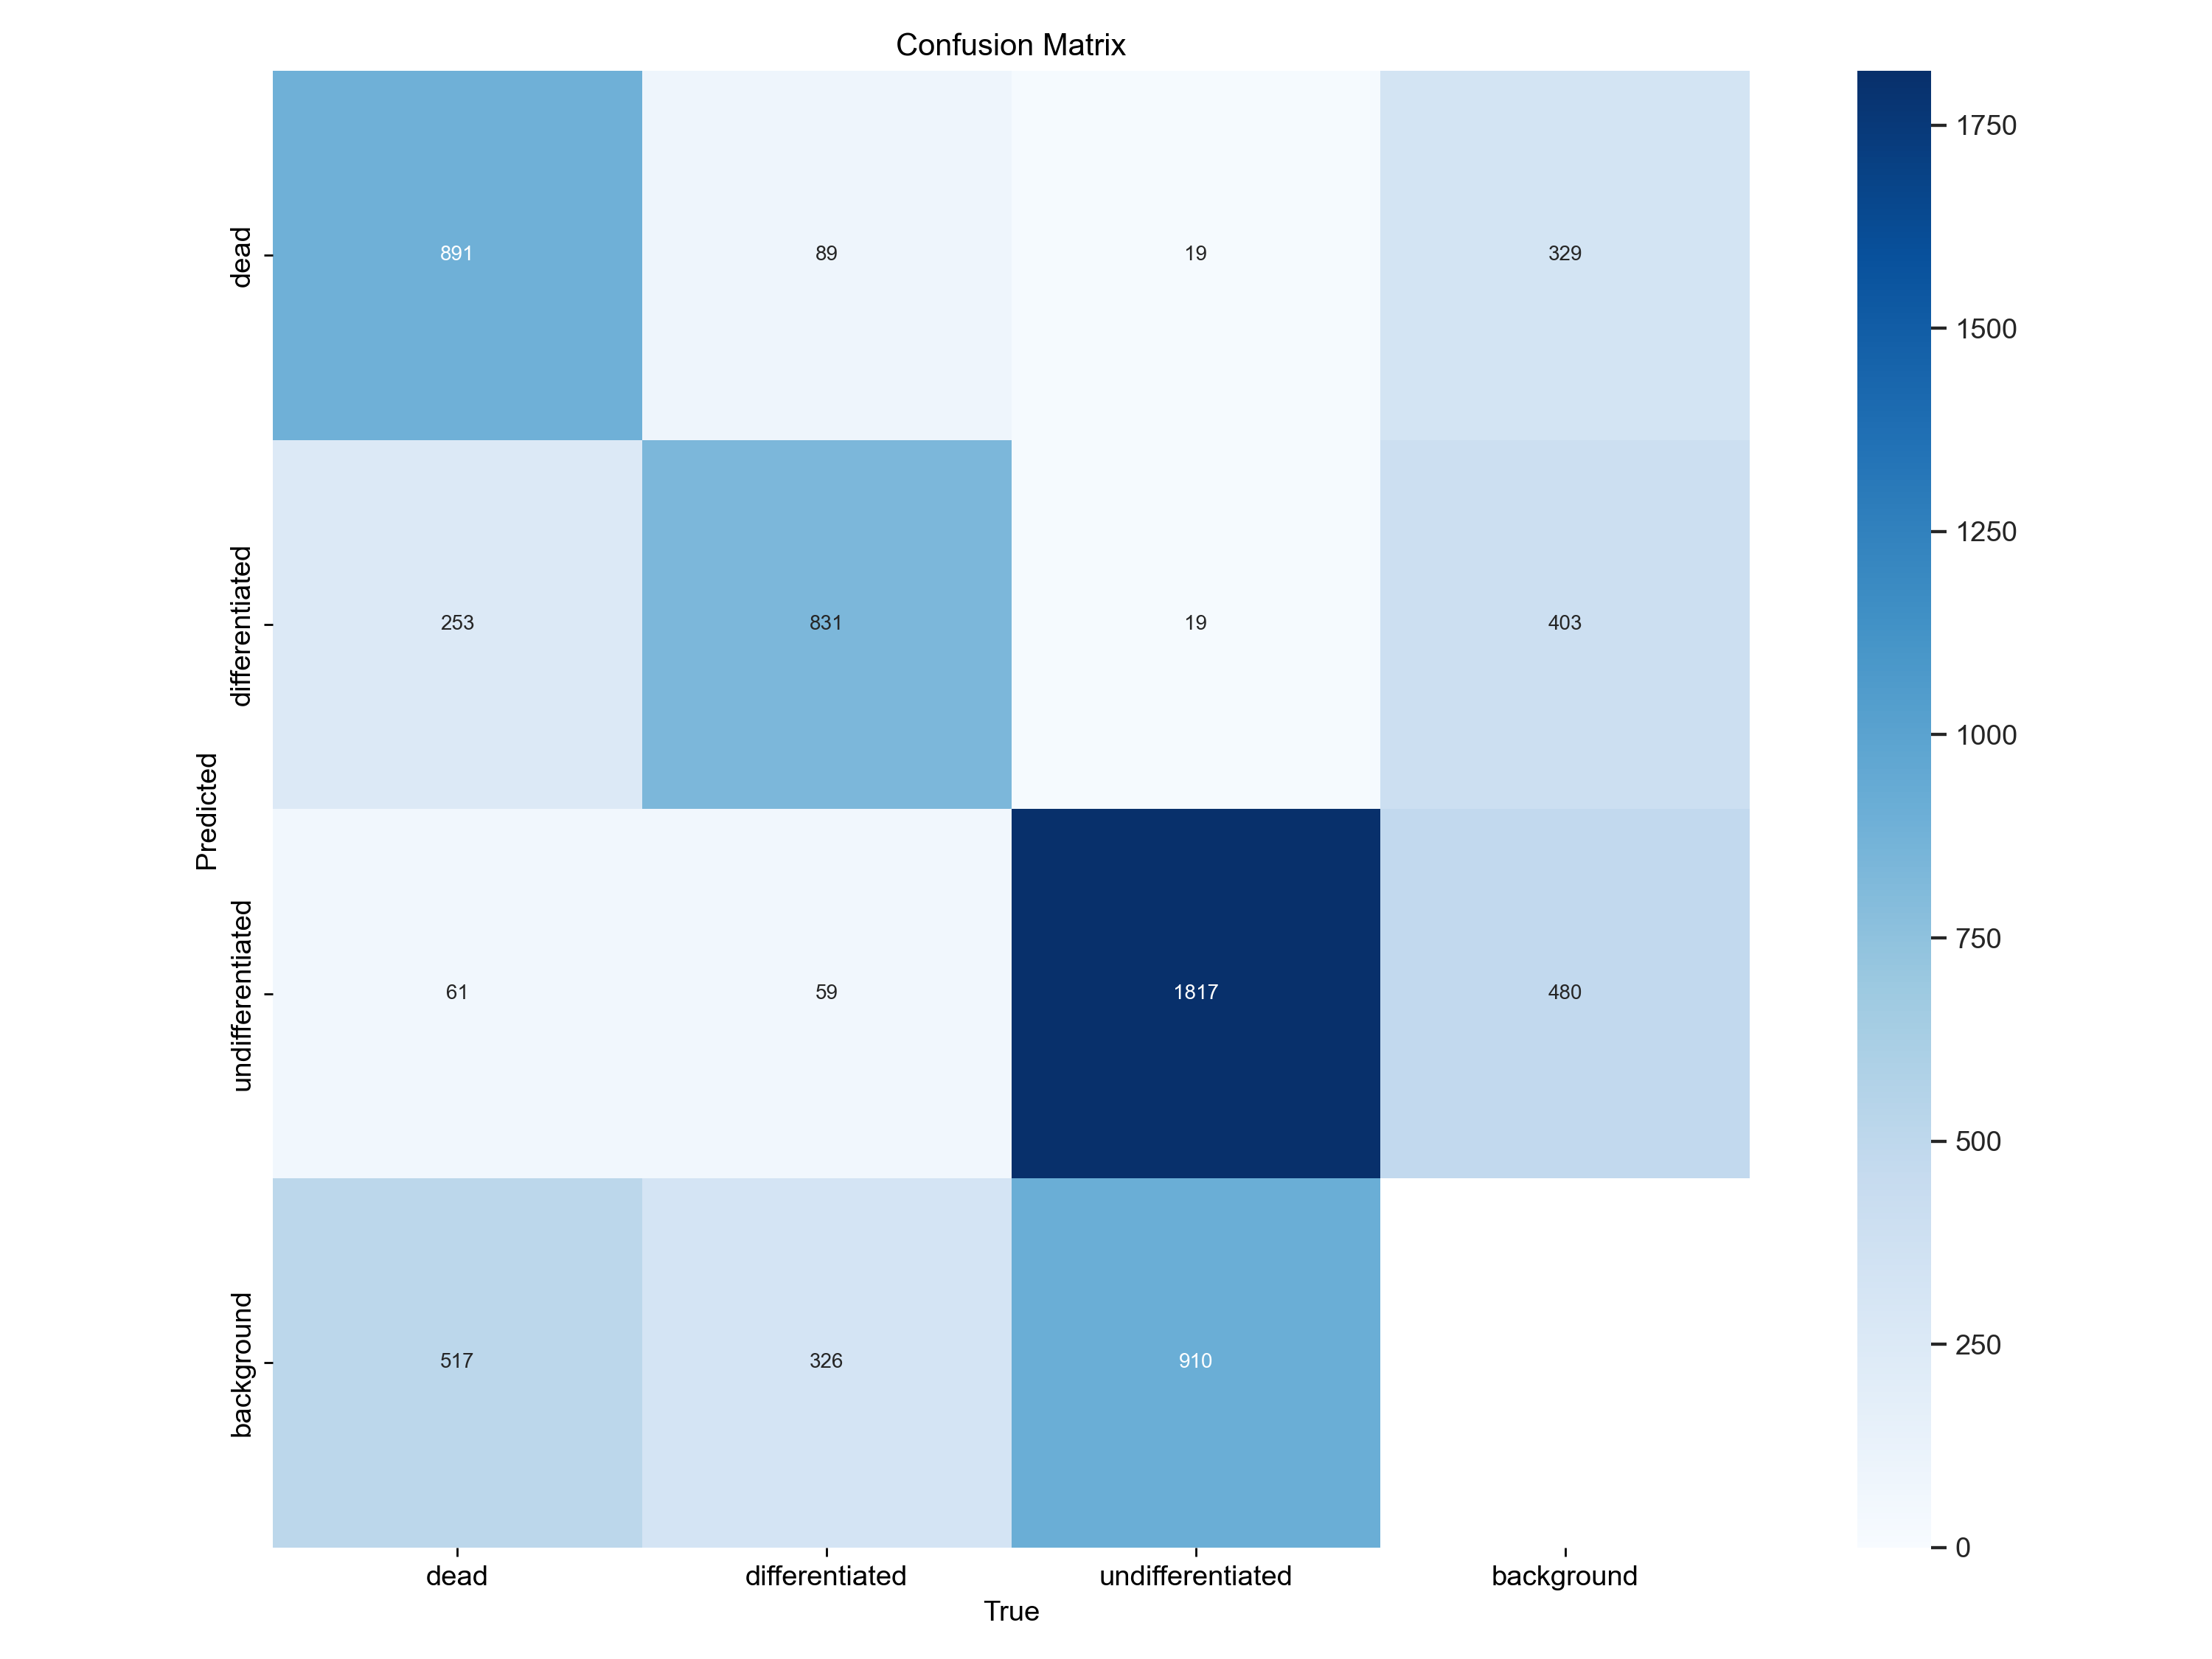 Confusion Matrix
dead
891
89
19
329
differentiated
253
831
19
403
undifferentiated
61
59
1817
480
background
517
326
910
Predicted
dead
differentiated
undifferentiated
background
True
1750
1500
1250
1000
750
500
250
0